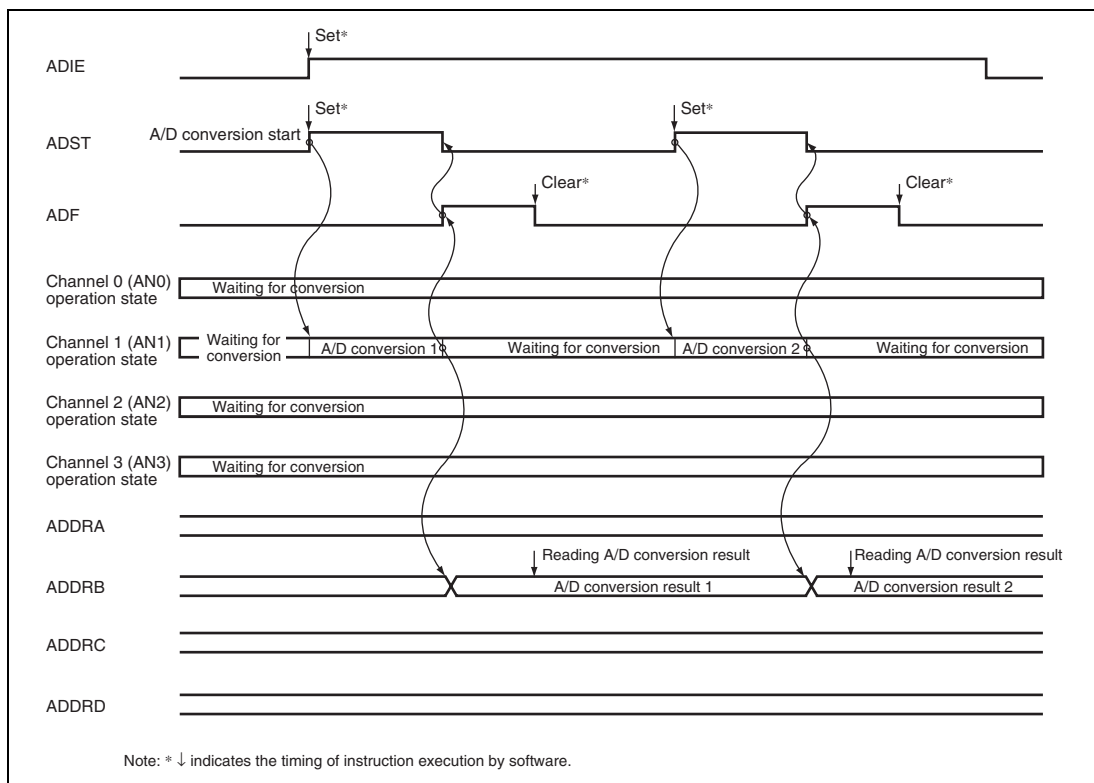 Set*
ADIE
Set*
A/D conversion start
Set*
ADST
Clear*
Clear*
ADF
Channel 0 (AN0)
operation state
Waiting for conversion
Channel 1 (AN1)
operation state
Waiting for
conversion
A/D conversion 1
Waiting for conversion
A/D conversion 2
Waiting for conversion
Channel 2 (AN2)
operation state
Waiting for conversion
Channel 3 (AN3)
operation state
Waiting for conversion
ADDRA
Reading A/D conversion result
Reading A/D conversion result
ADDRB
A/D conversion result 1
A/D conversion result 2
ADDRC
ADDRD
Note: * ↓ indicates the timing of instruction execution by software.